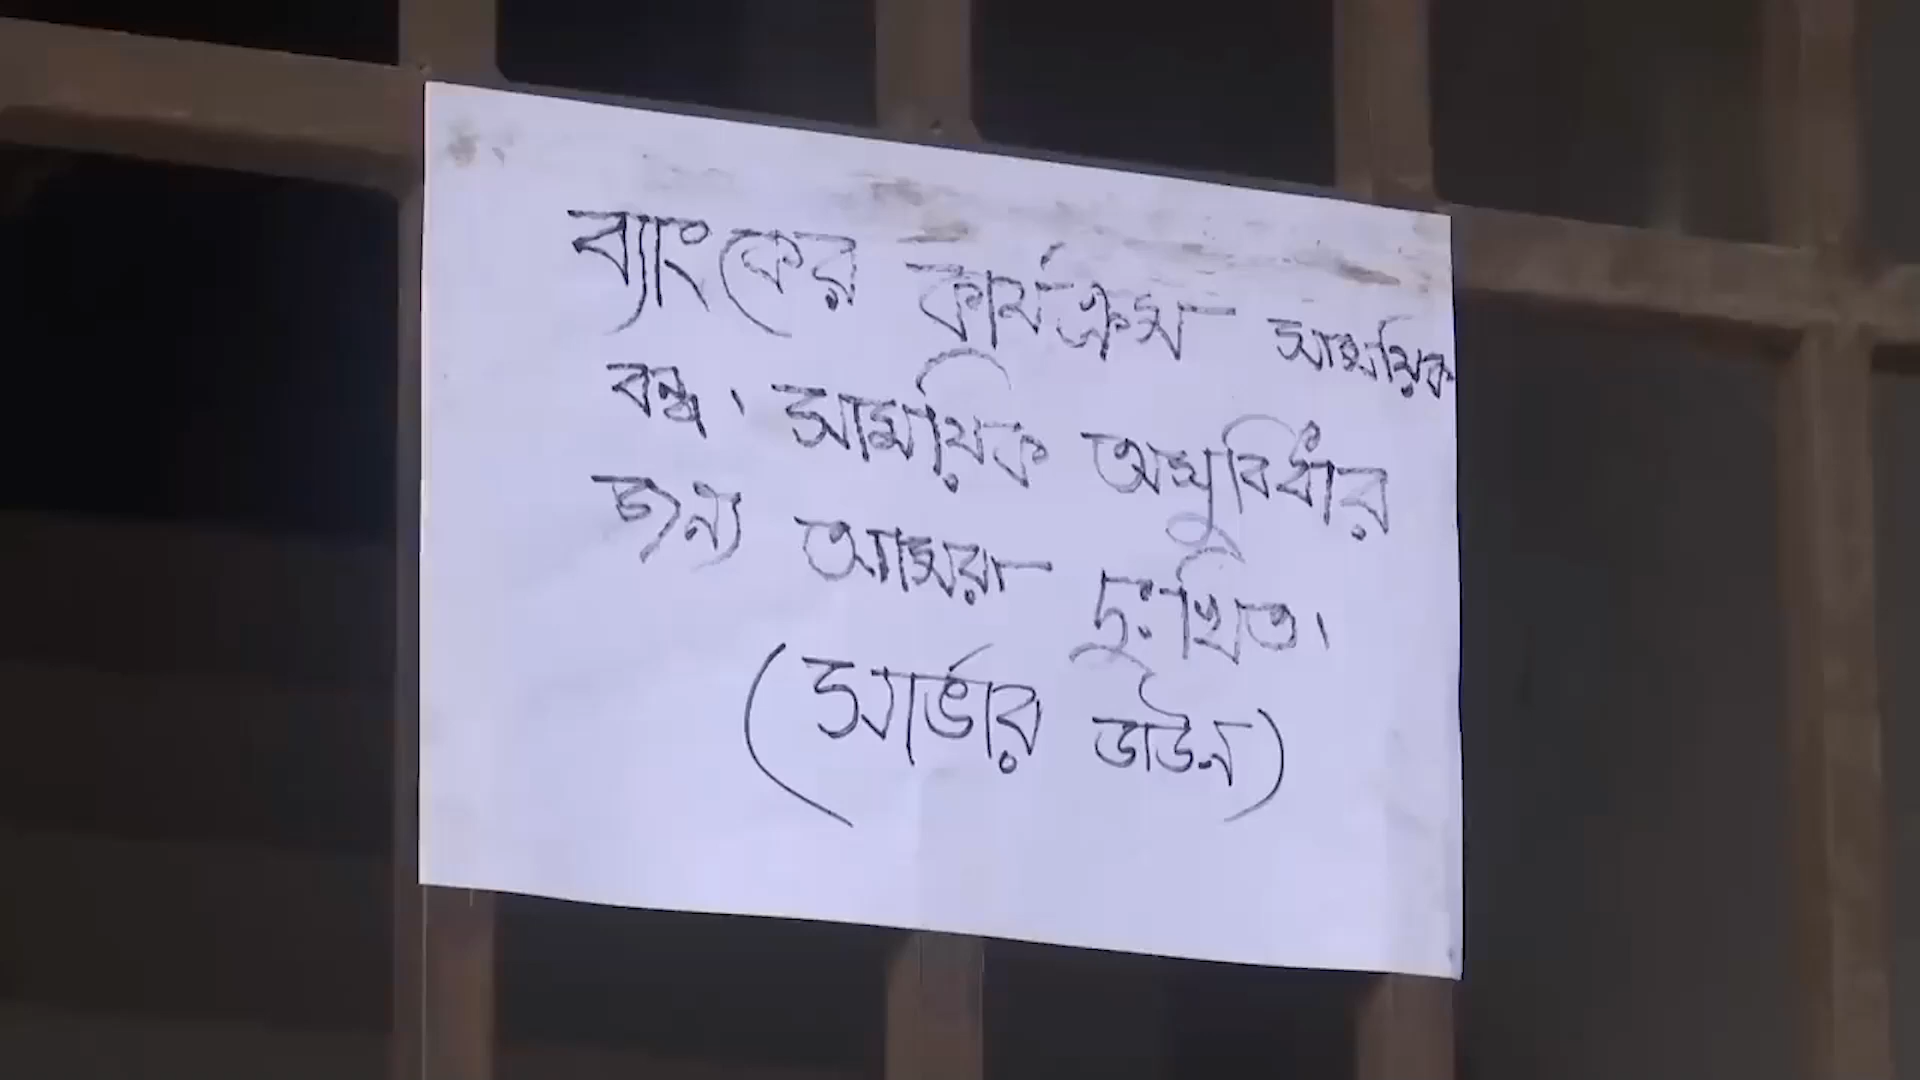 ব্যাংকের কার্যক্রম সাময়িক
বন্ধ। সাময়িক অসুবিধার
জন্য আমরা দুঃখিত।
(সার্ভার ডাউন)